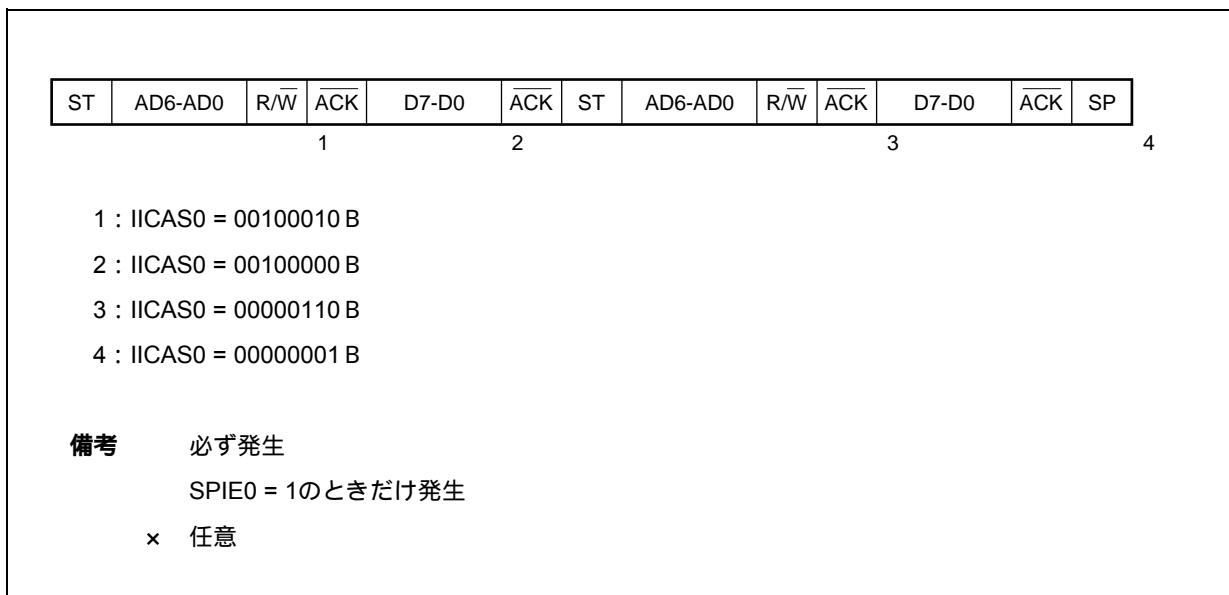 ST AD6-AD0 R/W ACK D7-D0 ACK ST AD6-AD0 R/W ACK D7-D0 ACK SP
1 2 3 4
1：IICAS0 = 00100010 B
2：IICAS0 = 00100000 B
3：IICAS0 = 00000110 B
4：IICAS0 = 00000001 B
備考 必ず発生
SPIE0 = 1のときだけ発生
× 任意